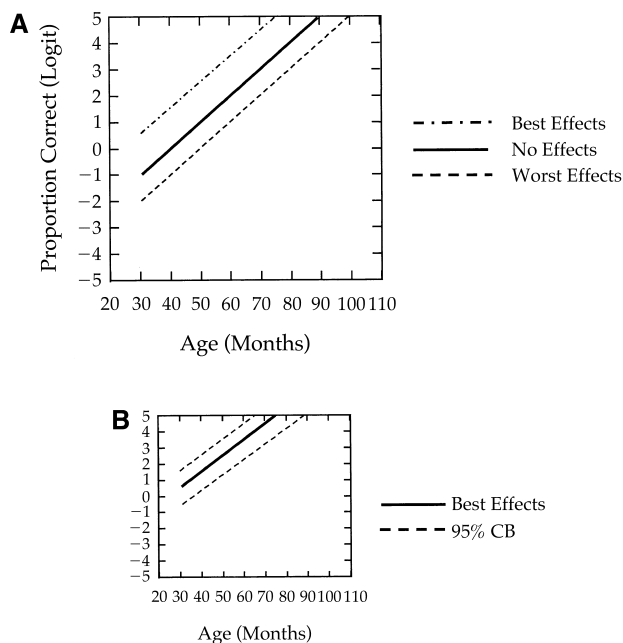 A
Proportion Correct (Logit)
5
4
3
2
1
0
−1
−2
−3
−4
−5
20 30 40 50 60 70 80 90 100 110
Age (Months)
Best Effects
No Effects
Worst Effects
B
5
4
3
2
1
0
−1
−2
−3
−4
−5
20 30 40 50 60 70 80 90 100 110
Age (Months)
Best Effects
95% CB